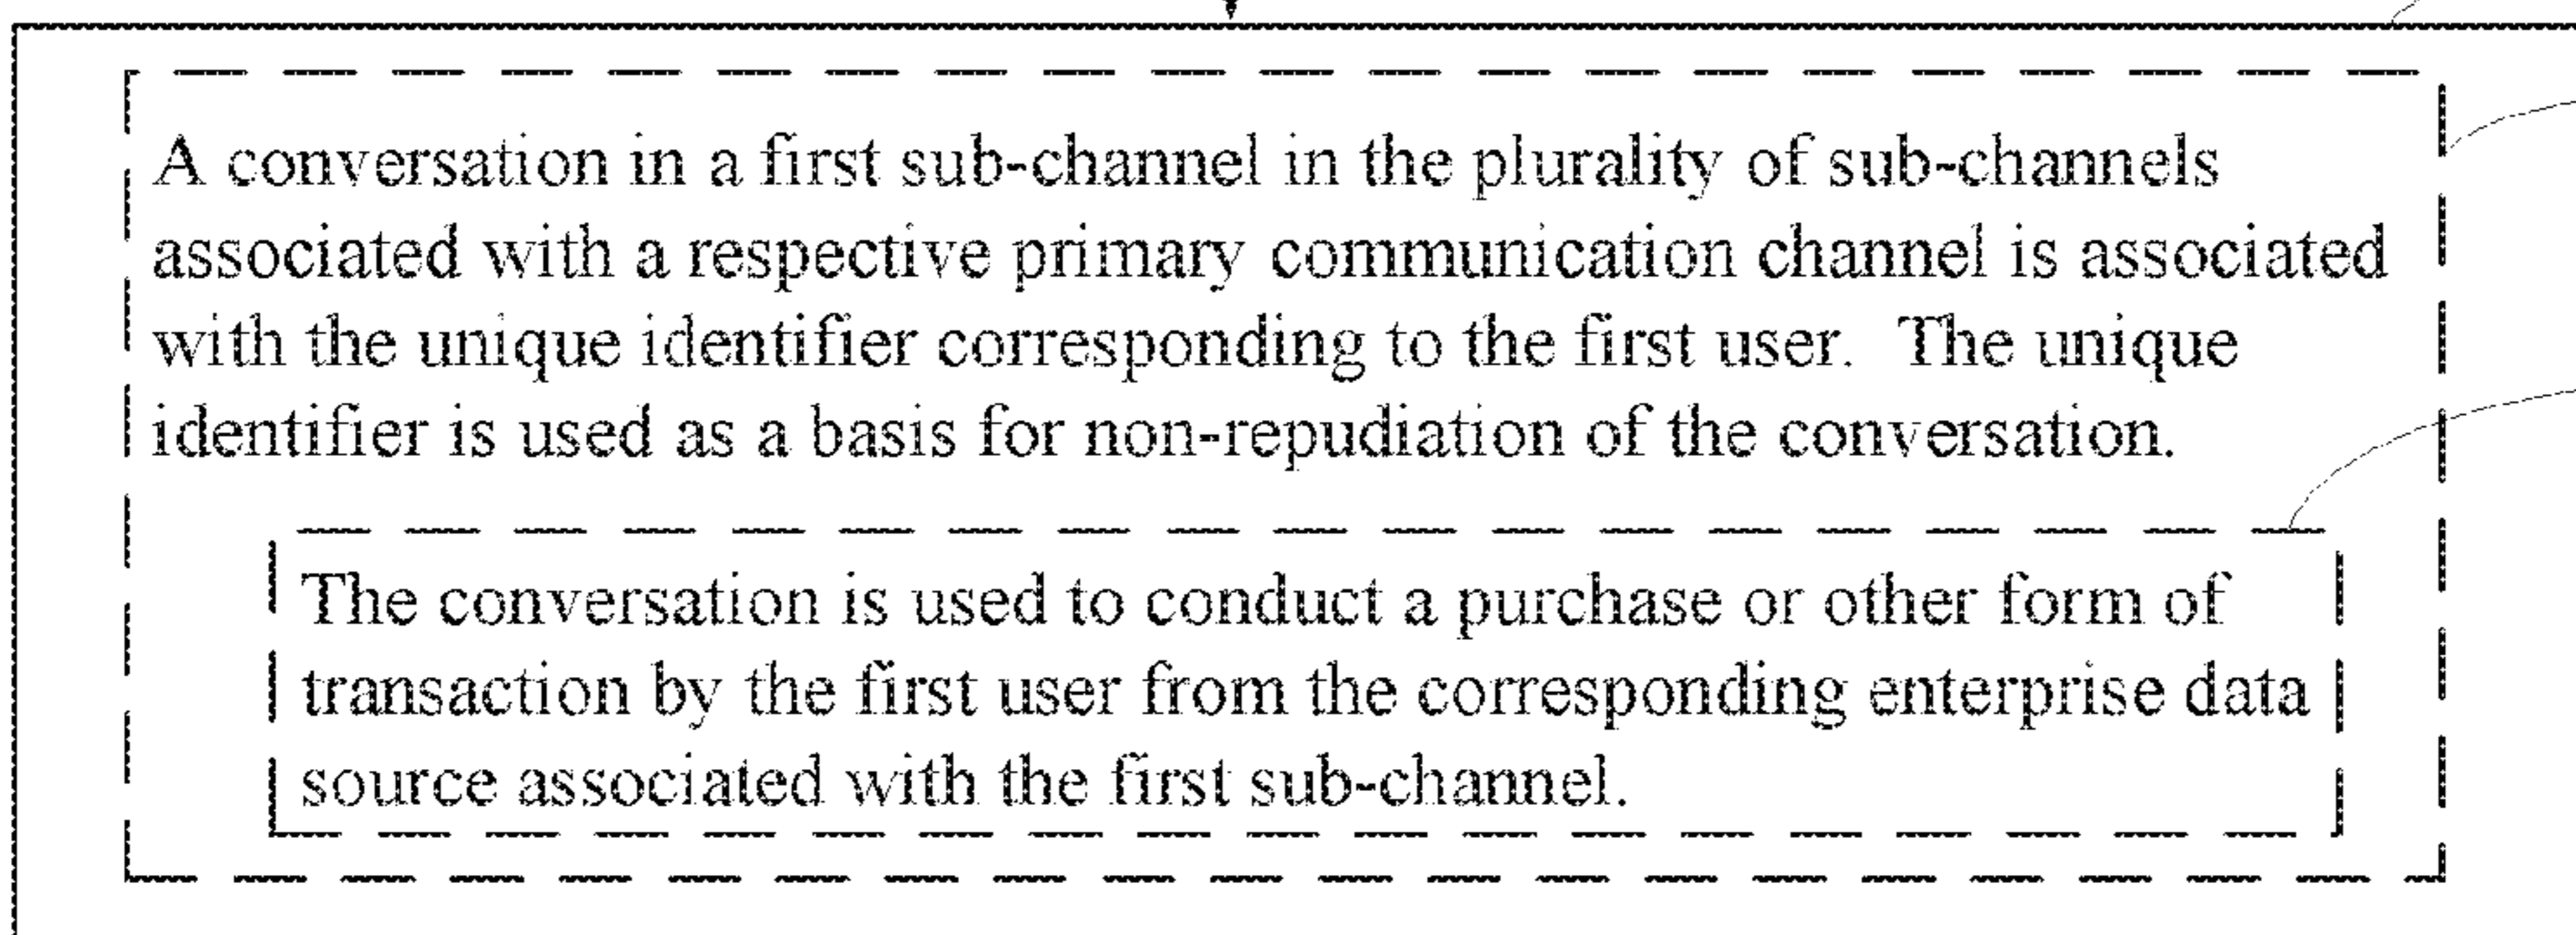 A conversation in a first sub-channel in the plurality of sub-channels
associated with a respective primary communication channel is associated
with the unique identifier corresponding to the first user.  The unique
identifier is used as a basis for non-repudiation of the conversation.
The conversation is used to conduct a purchase or other form of
transaction by the first user from the corresponding enterprise data
source associated with the first sub-channel.